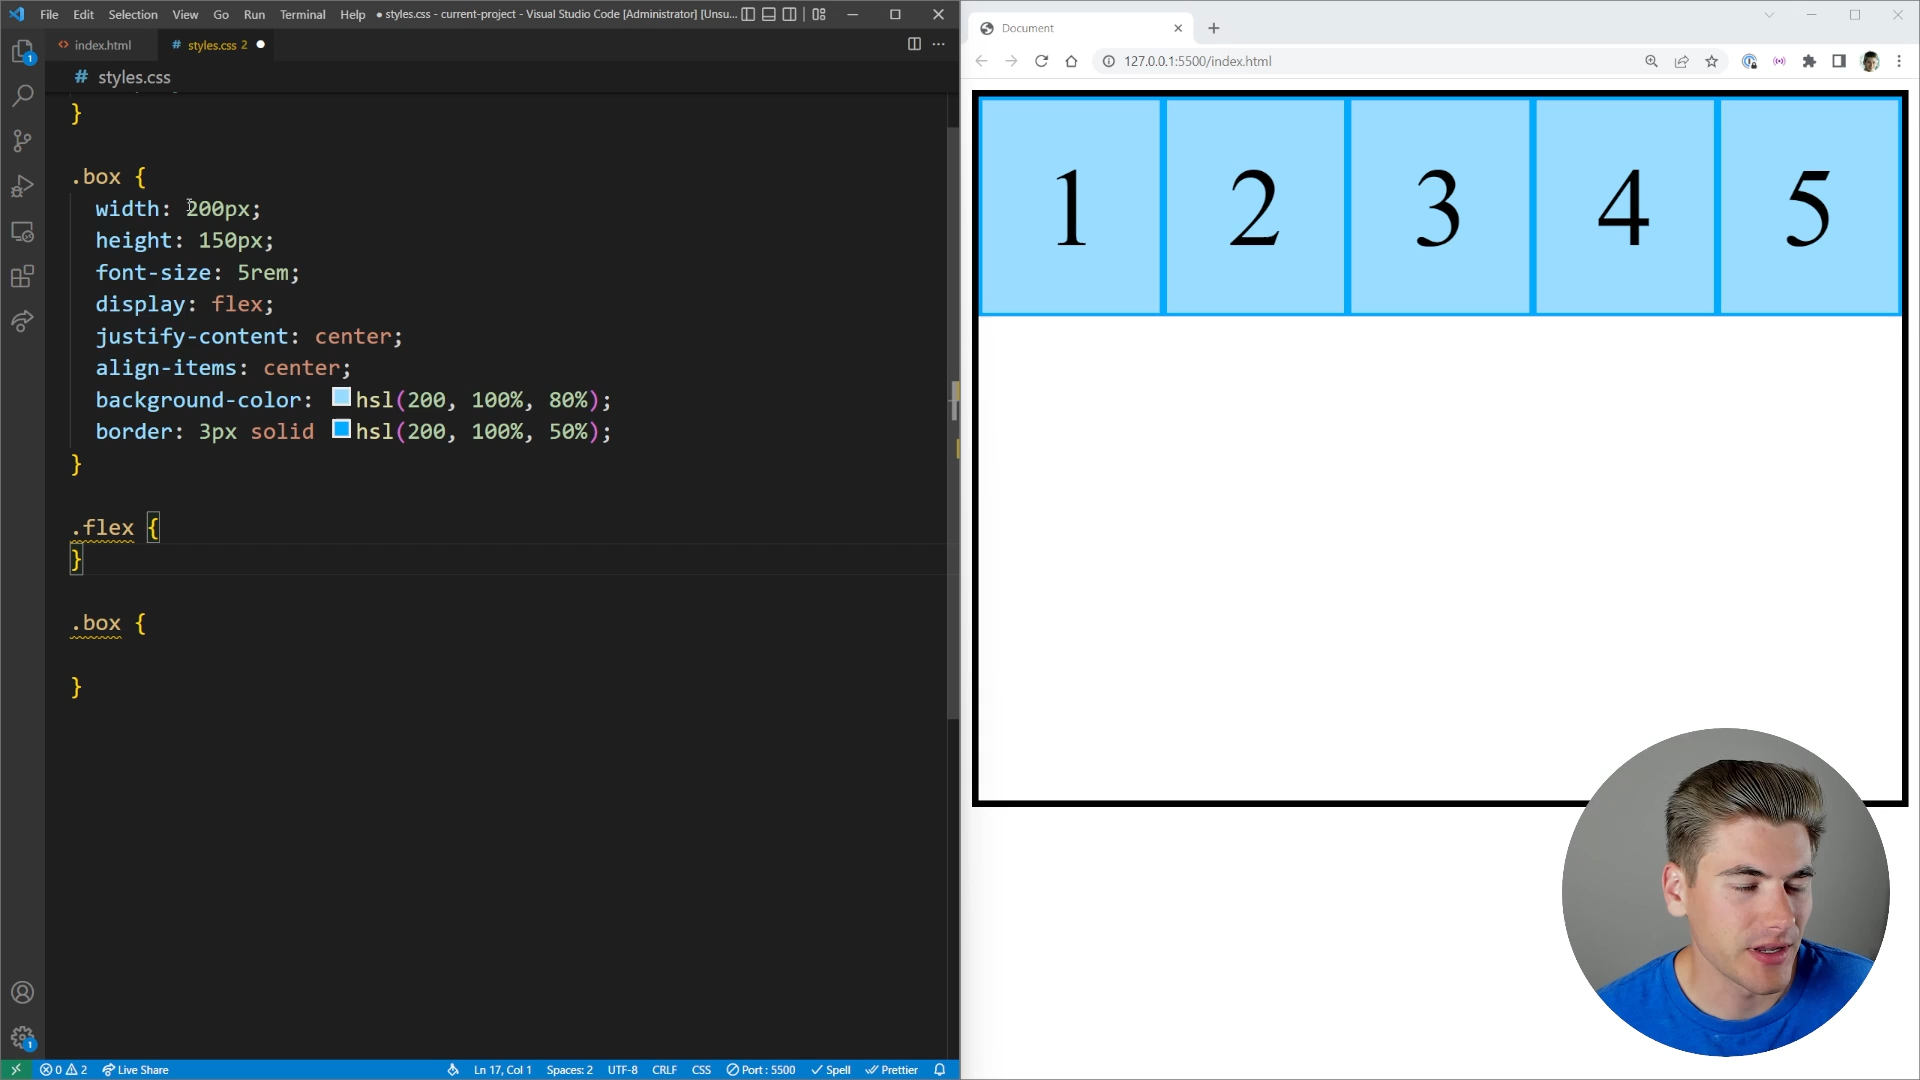 File Edit Selection View Go Run Terminal Help ● styles.css - current-project - Visual Studio Code [Administrator] [Unsu...
Document
index.html
# styles.css 2 ●
127.0.0.1:5500/index.html
# styles.css
}
.box {
width: 200px;
height: 150px;
font-size: 5rem;
display: flex;
justify-content: center;
align-items: center;
background-color: hsl(200, 100%, 80%);
border: 3px solid hsl(200, 100%, 50%);
}
.flex {
}
.box {
}
1 2 3 4 5
1
1
0 2 Live Share Ln 17, Col 1 Spaces: 2 UTF-8 CRLF CSS Port : 5500 Spell Prettier